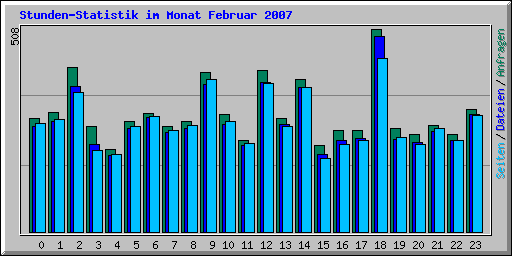 Stunden-Statistik im Monat Februar 2007
508
Seiten / Dateien / Anfragen
0 1 2 3 4 5 6 7 8 9 10 11 12 13 14 15 16 17 18 19 20 21 22 23